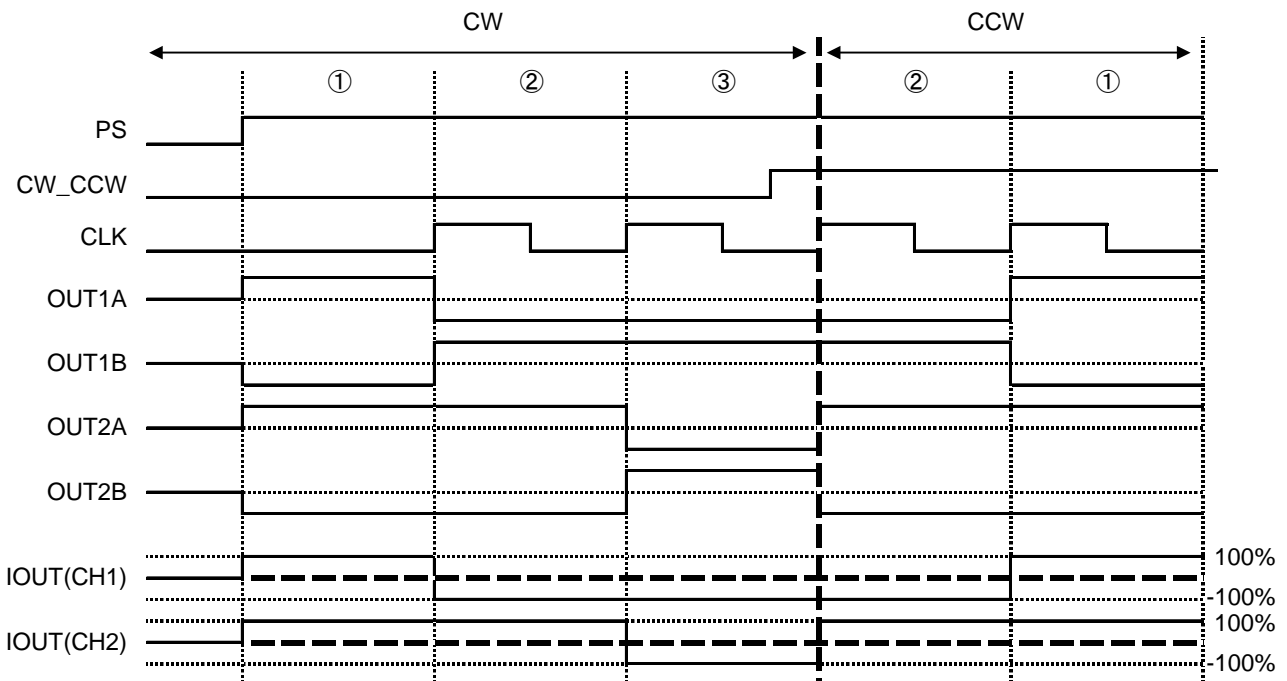 CW CCW
① ② ③ ② ①
PS
CW_CCW
CLK
OUT1A
OUT1B
OUT2A
OUT2B
IOUT(CH1)
100%
-100%
IOUT(CH2)
100%
-100%